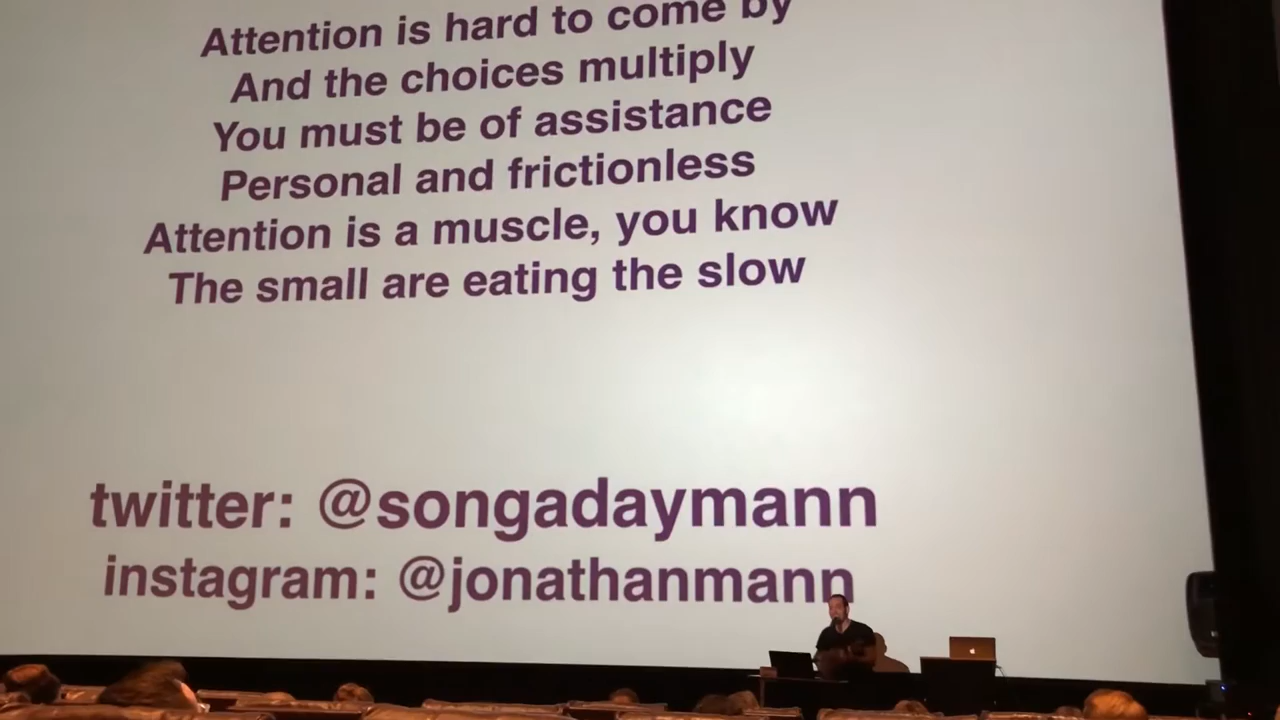 Attention is hard to come by
And the choices multiply
You must be of assistance
Personal and frictionless
Attention is a muscle, you know
The small are eating the slow
twitter: @songadaymann
instagram: @jonathanmann